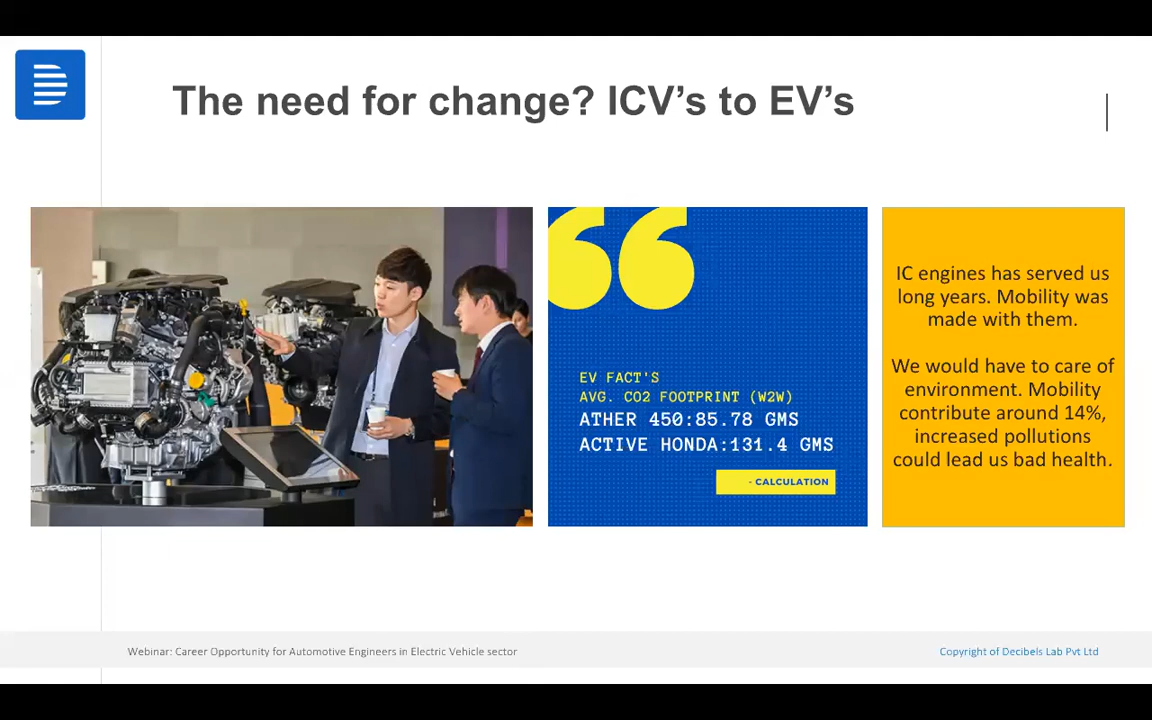 The need for change? ICV's to EV's
EV FACT'S
AVG. CO2 FOOTPRINT (W2W)
ATHER 450:85.78 GMS
ACTIVE HONDA:131.4 GMS
- CALCULATION
IC engines has served us
long years. Mobility was
made with them.
We would have to care of
environment. Mobility
contribute around 14%,
increased pollutions
could lead us bad health.
Webinar: Career Opportunity for Automotive Engineers in Electric Vehicle sector
Copyright of Decibels Lab Pvt Ltd